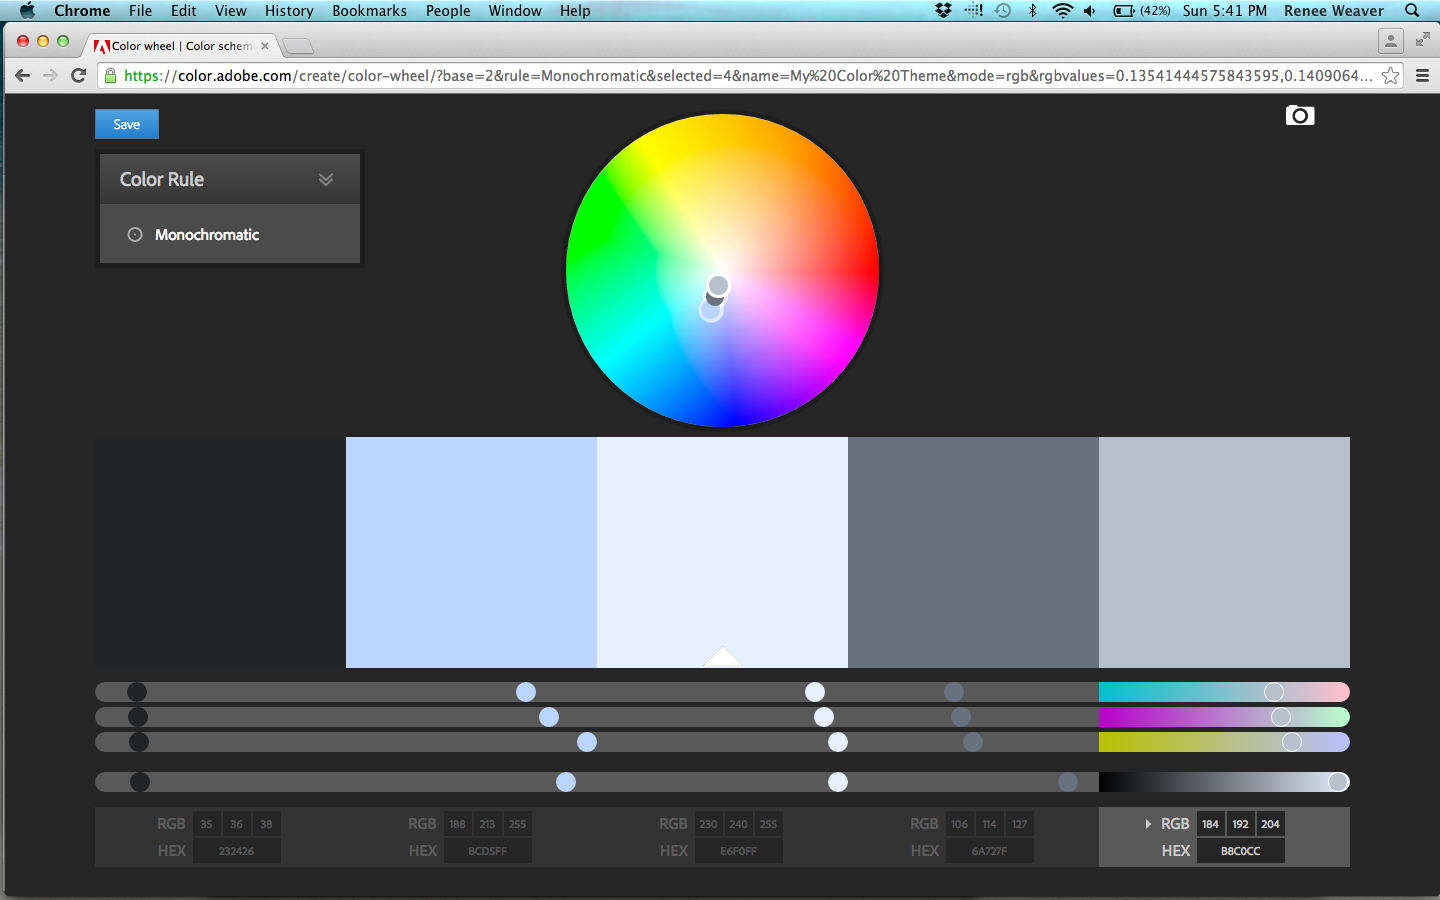 Chrome File Edit View History Bookmarks People Window Help (42%) Sun 5:41 PM Renee Weaver
Color wheel | Color schem
https://color.adobe.com/create/color-wheel/?base=2&rule=Monochromatic&selected=4&name=My%20Color%20Theme&mode=rgb&rgbvalues=0.13541444575843595,0.1409064...
Save
Color Rule
Monochromatic
RGB 35 36 38 RGB 188 213 255 RGB 230 240 255 RGB 106 114 127 RGB 184 192 204
HEX 232426 HEX BCD5FF HEX E6F0FF HEX 6A727F HEX B8C0CC